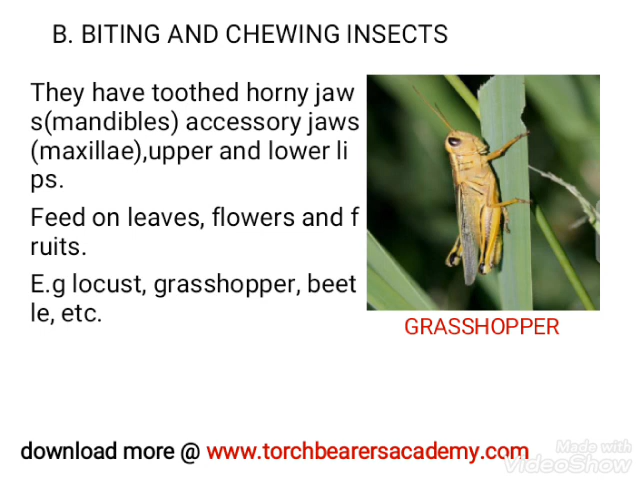 B. BITING AND CHEWING INSECTS
They have toothed horny jaw
s(mandibles) accessory jaws
(maxillae),upper and lower li
ps.
Feed on leaves, flowers and f
ruits.
E.g locust, grasshopper, beet
le, etc.
GRASSHOPPER
download more @ www.torchbearersacademy.com
Made with
VideoShow